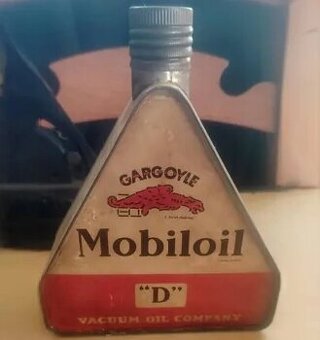 GARGOYLE
Mobiloil
"D"
VACUUM OIL COMPANY